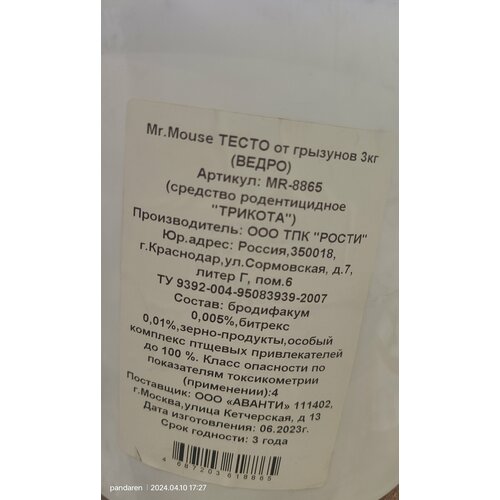 Mr.Mouse ТЕСТО от грызунов 3кг
(ВЕДРО)
Артикул: MR-8865
(средство родентицидное
"ТРИКОТА")
Производитель: ООО ТПК "РОСТИ"
Юр.адрес: Россия,350018,
г.Краснодар,ул.Сормовская, д.7,
литер Г, пом.6
ТУ 9392-004-95083939-2007
Состав: бродифакум
0,005%,битрекс
0,01%,зерно-продукты,особый
комплекс птщевых привлекателей
до 100 %. Класс опасности по
показателям токсикометрии
(применении):4
Поставщик: ООО «АВАНТИ» 111402,
г.Москва,улица Кетчерская, д 13
Дата изготовления: 06.2023г.
Срок годности: 3 года
4 687203 618865
pandaren | 2024.04.10 17:27